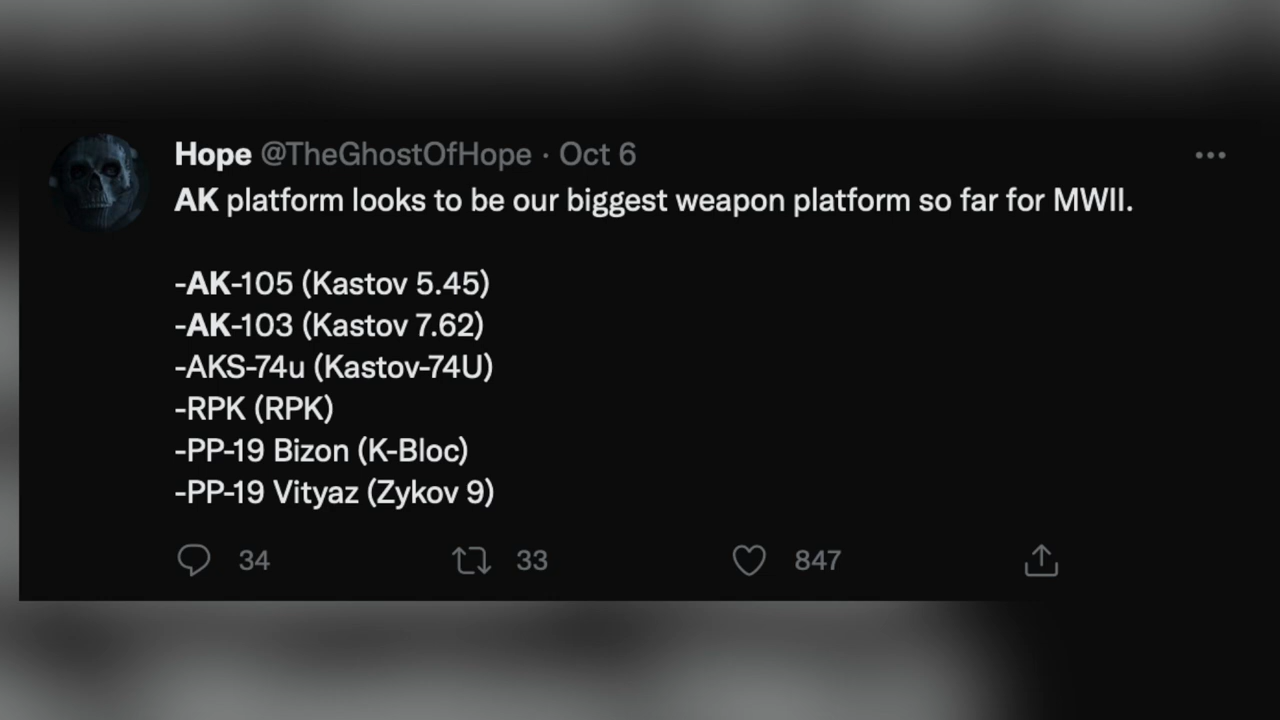 Hope @TheGhostOfHope · Oct 6
AK platform looks to be our biggest weapon platform so far for MWII.
-AK-105 (Kastov 5.45)
-AK-103 (Kastov 7.62)
-AKS-74u (Kastov-74U)
-RPK (RPK)
-PP-19 Bizon (K-Bloc)
-PP-19 Vityaz (Zykov 9)
34 33 847